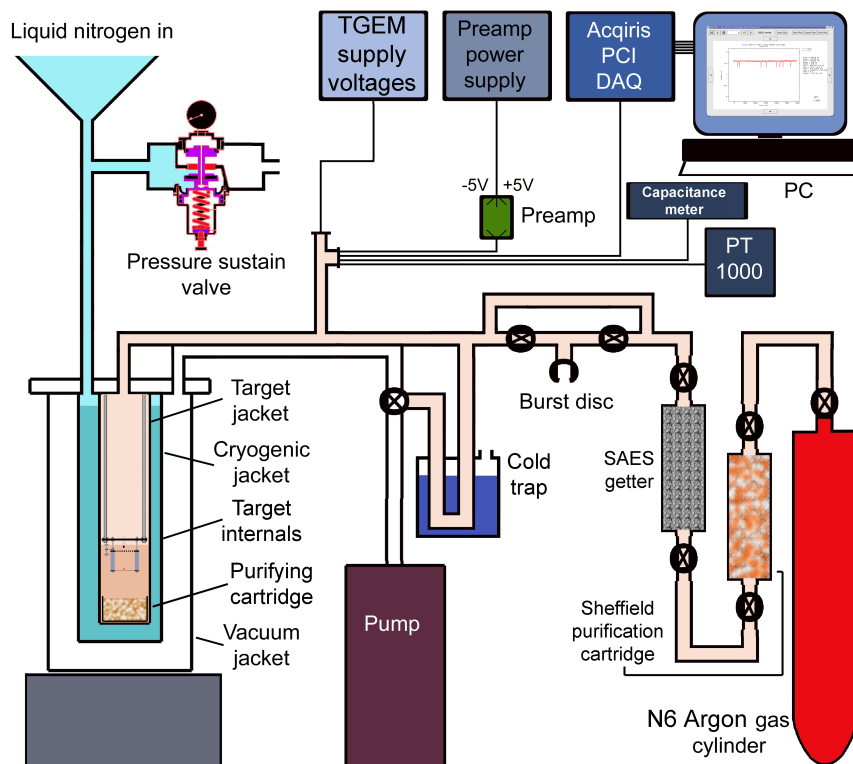 Liquid nitrogen in
TGEM
supply
voltages
Preamp
power
supply
Acqiris
PCI
DAQ
PC
-5V
+5V
Preamp
Capacitance
meter
PT
1000
Pressure sustain
valve
Target
jacket
Cryogenic
jacket
Target
internals
Purifying
cartridge
Vacuum
jacket
Burst disc
Cold
trap
SAES
getter
Pump
Sheffield
purification
cartridge
N6 Argon gas
cylinder